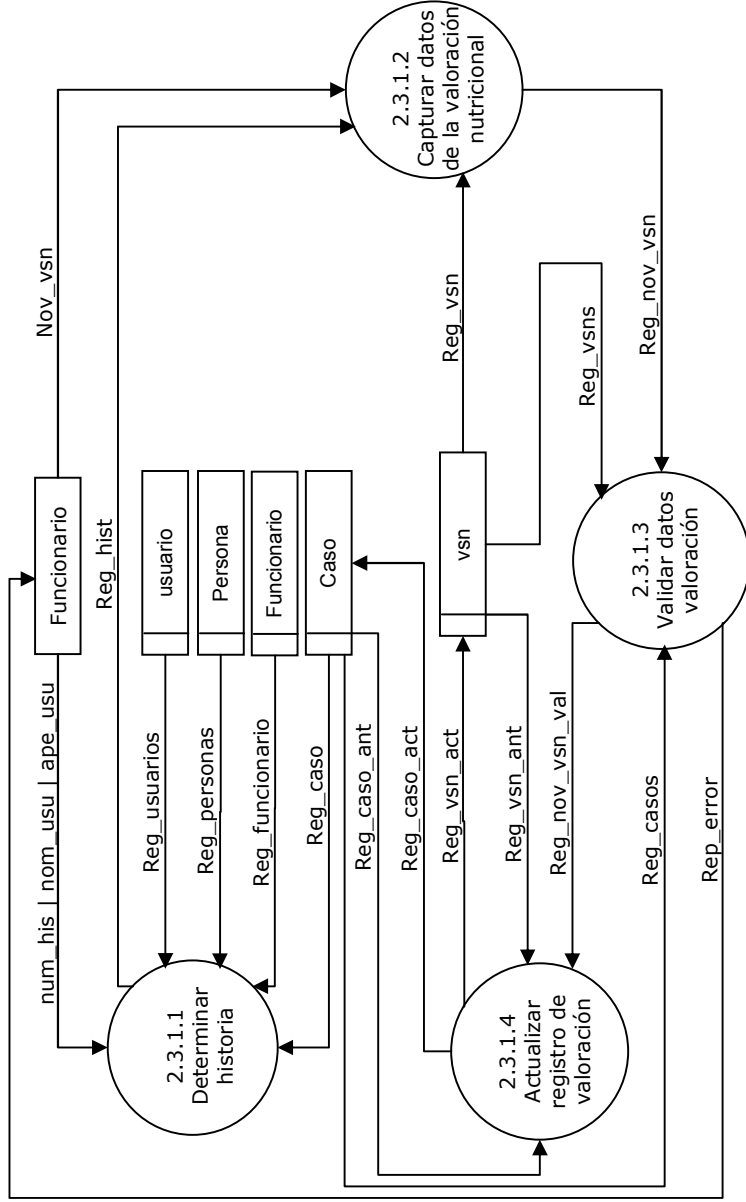 num_his | nom_usu | ape_usu
Funcionario
Nov_vsn
Reg_hist
2.3.1.1
Determinar
historia
Reg_usuarios
usuario
Reg_personas
Persona
Reg_funcionario
Funcionario
Reg_caso
Caso
Reg_caso_ant
Reg_caso_act
2.3.1.2
Capturar datos
de la valoración
nutricional
Reg_vsn_act
vsn
Reg_vsn
Reg_vsn_ant
2.3.1.4
Actualizar
registro de
valoración
Reg_nov_vsn_val
Reg_vsns
Reg_nov_vsn
Reg_casos
2.3.1.3
Validar datos
valoración
Rep_error